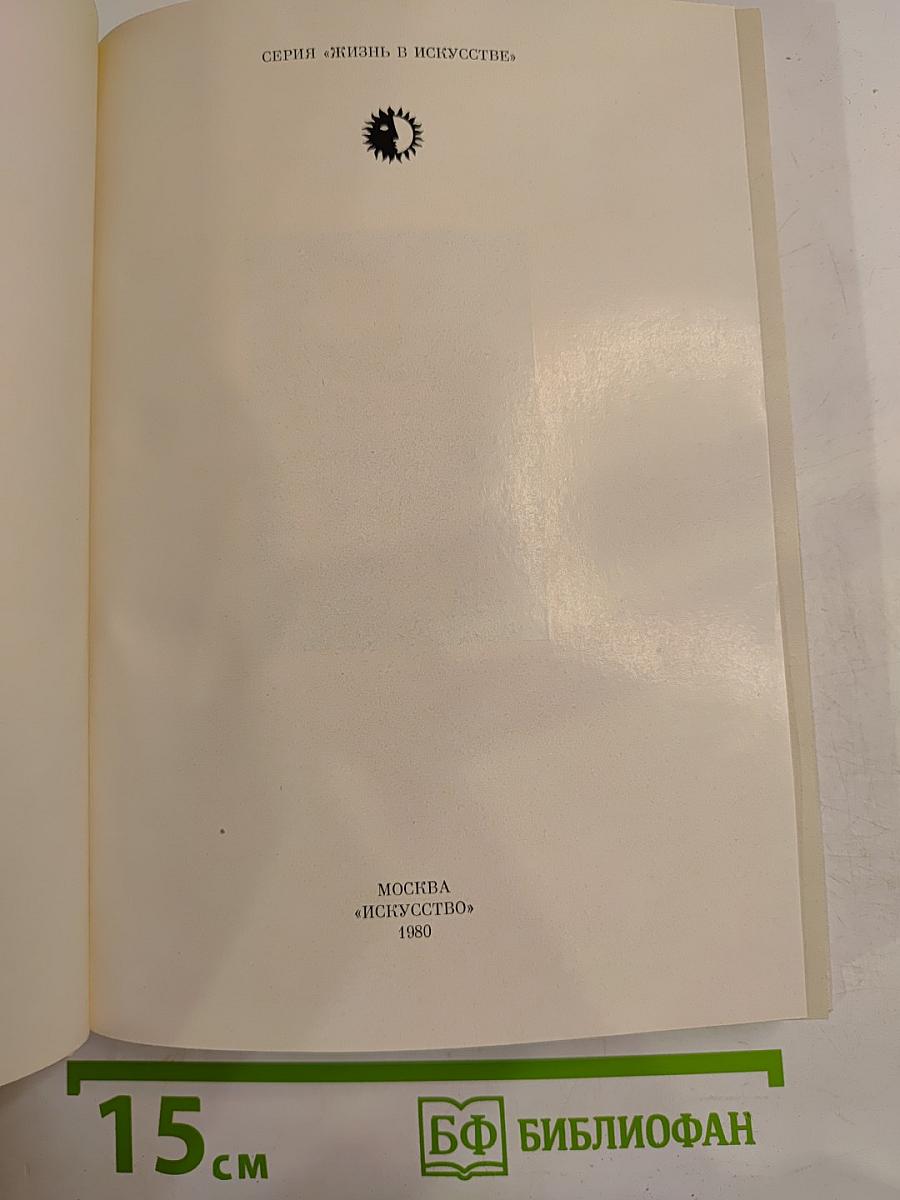 СЕРИЯ «ЖИЗНЬ В ИСКУССТВЕ»
МОСКВА
«ИСКУССТВО»
1980
15 см
БФ БИБЛИОФАН